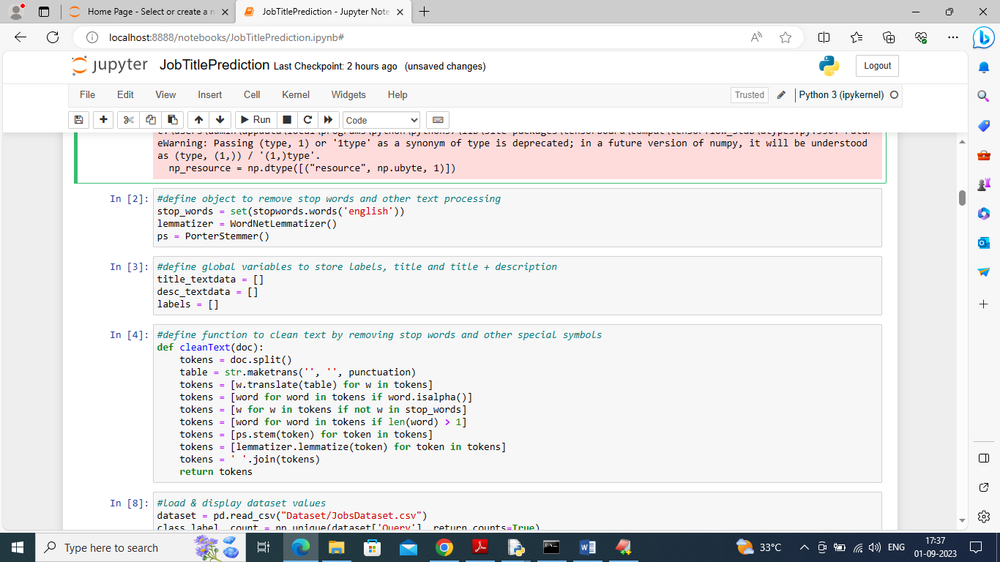 Home Page - Select or create a n
JobTitlePrediction - Jupyter Note
localhost:8888/notebooks/JobTitlePrediction.ipynb#
jupyter JobTitlePrediction Last Checkpoint: 2 hours ago (unsaved changes)
Logout
File Edit View Insert Cell Kernel Widgets Help
Trusted Python 3 (ipykernel)
Run Code
eWarning: Passing (type, 1) or '1type' as a synonym of type is deprecated; in a future version of numpy, it will be understood
as (type, (1,)) / '(1,)type'.
  np_resource = np.dtype([("resource", np.ubyte, 1)])
In [2]: #define object to remove stop words and other text processing
stop_words = set(stopwords.words('english'))
lemmatizer = WordNetLemmatizer()
ps = PorterStemmer()
In [3]: #define global variables to store labels, title and title + description
title_textdata = []
desc_textdata = []
labels = []
In [4]: #define function to clean text by removing stop words and other special symbols
def cleanText(doc):
    tokens = doc.split()
    table = str.maketrans('', '', punctuation)
    tokens = [w.translate(table) for w in tokens]
    tokens = [word for word in tokens if word.isalpha()]
    tokens = [w for w in tokens if not w in stop_words]
    tokens = [word for word in tokens if len(word) > 1]
    tokens = [ps.stem(token) for token in tokens]
    tokens = [lemmatizer.lemmatize(token) for token in tokens]
    tokens = ' '.join(tokens)
    return tokens
In [8]: #load & display dataset values
dataset = pd.read_csv("Dataset/JobsDataset.csv")
class_label, count = np.unique(dataset['Query'], return_counts=True)
Type here to search
33°C
ENG
17:37
01-09-2023